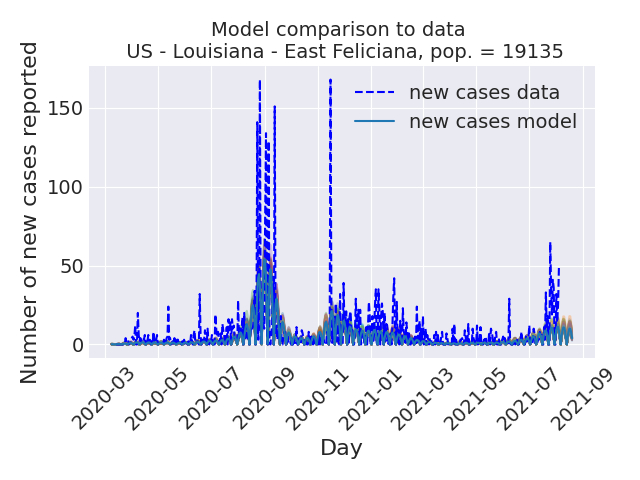 Model comparison to data
US - Louisiana - East Feliciana, pop. = 19135
Number of new cases reported
150
100
50
0
new cases data
new cases model
2020-03
2020-05
2020-07
2020-09
2020-11
2021-01
2021-03
2021-05
2021-07
2021-09
Day